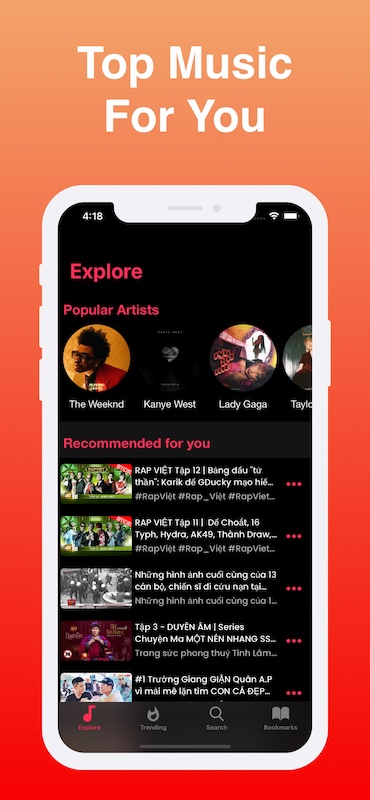 Top Music
For You
4:18
Explore
Popular Artists
The Weeknd
Kanye West
Lady Gaga
Taylo
Recommended for you
RAP VIỆT Tập 12 | Bảng đấu "tử
thần": Karik để GDucky mạo hiể...
#RapViệt #Rap_Việt #RapViet...
RAP VIỆT Tập 11 | Dế Choắt, 16
Typh, Hydra, AK49, Thành Draw,...
#RapViệt #Rap_Việt #RapViet...
Những hình ảnh cuối cùng của 13
cán bộ, chiến sĩ đi cứu nạn tại...
Những hình ảnh cuối cùng của 1...
Tập 3 - DUYÊN ÂM | Series
Chuyện Ma MỘT NÉN NHANG SS...
Trang sức phong thuỷ Tinh Lâm...
#1 Trường Giang GIẬN Quân A.P
vì mải mê lặn tìm CON CÁ ĐẸP...
Explore
Trending
Search
Bookmarks